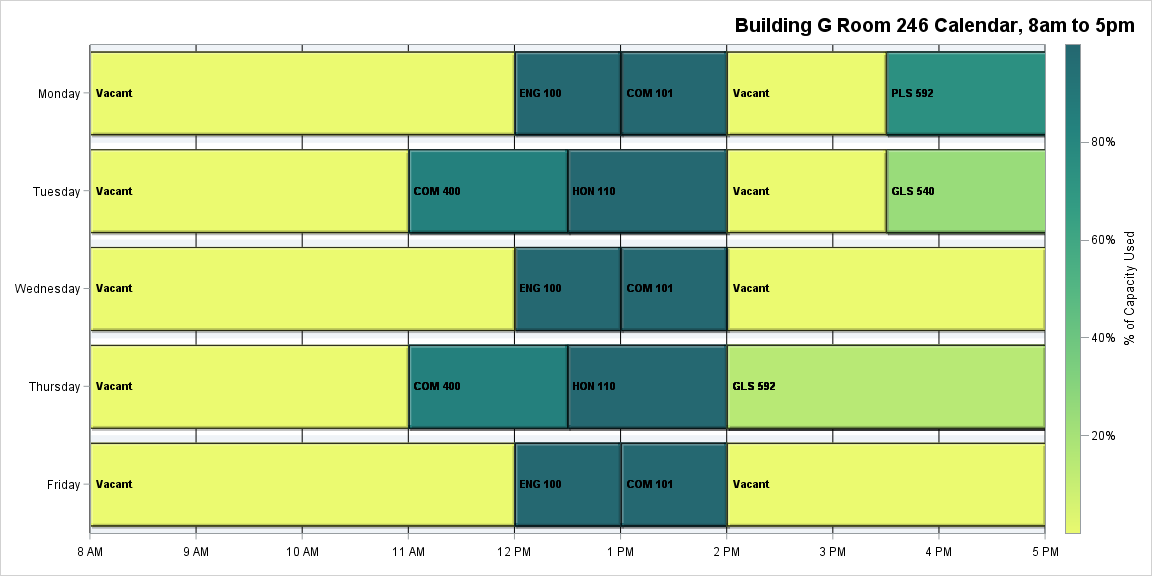 Building G Room 246 Calendar, 8am to 5pm
Monday
Vacant
ENG 100
COM 101
Vacant
PLS 592
Tuesday
Vacant
COM 400
HON 110
Vacant
GLS 540
Wednesday
Vacant
ENG 100
COM 101
Vacant
Thursday
Vacant
COM 400
HON 110
GLS 592
Friday
Vacant
ENG 100
COM 101
Vacant
8 AM
9 AM
10 AM
11 AM
12 PM
1 PM
2 PM
3 PM
4 PM
5 PM
80%
60%
40%
20%
% of Capacity Used